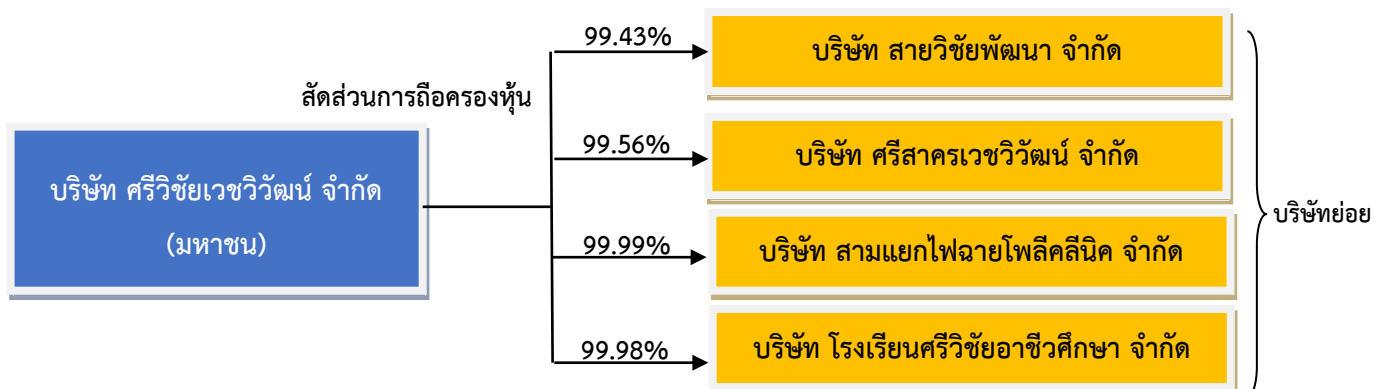 สัดส่วนการถือครองหุ้น
บริษัท ศรีวิชัยเวชวิวัฒน์ จำกัด
(มหาชน)
99.43%
บริษัท สายวิชัยพัฒนา จำกัด
99.56%
บริษัท ศรีสาครเวชวิวัฒน์ จำกัด
99.99%
บริษัท สามแยกไฟฉายโพลีคลีนิค จำกัด
99.98%
บริษัท โรงเรียนศรีวิชัยอาชีวศึกษา จำกัด
บริษัทย่อย